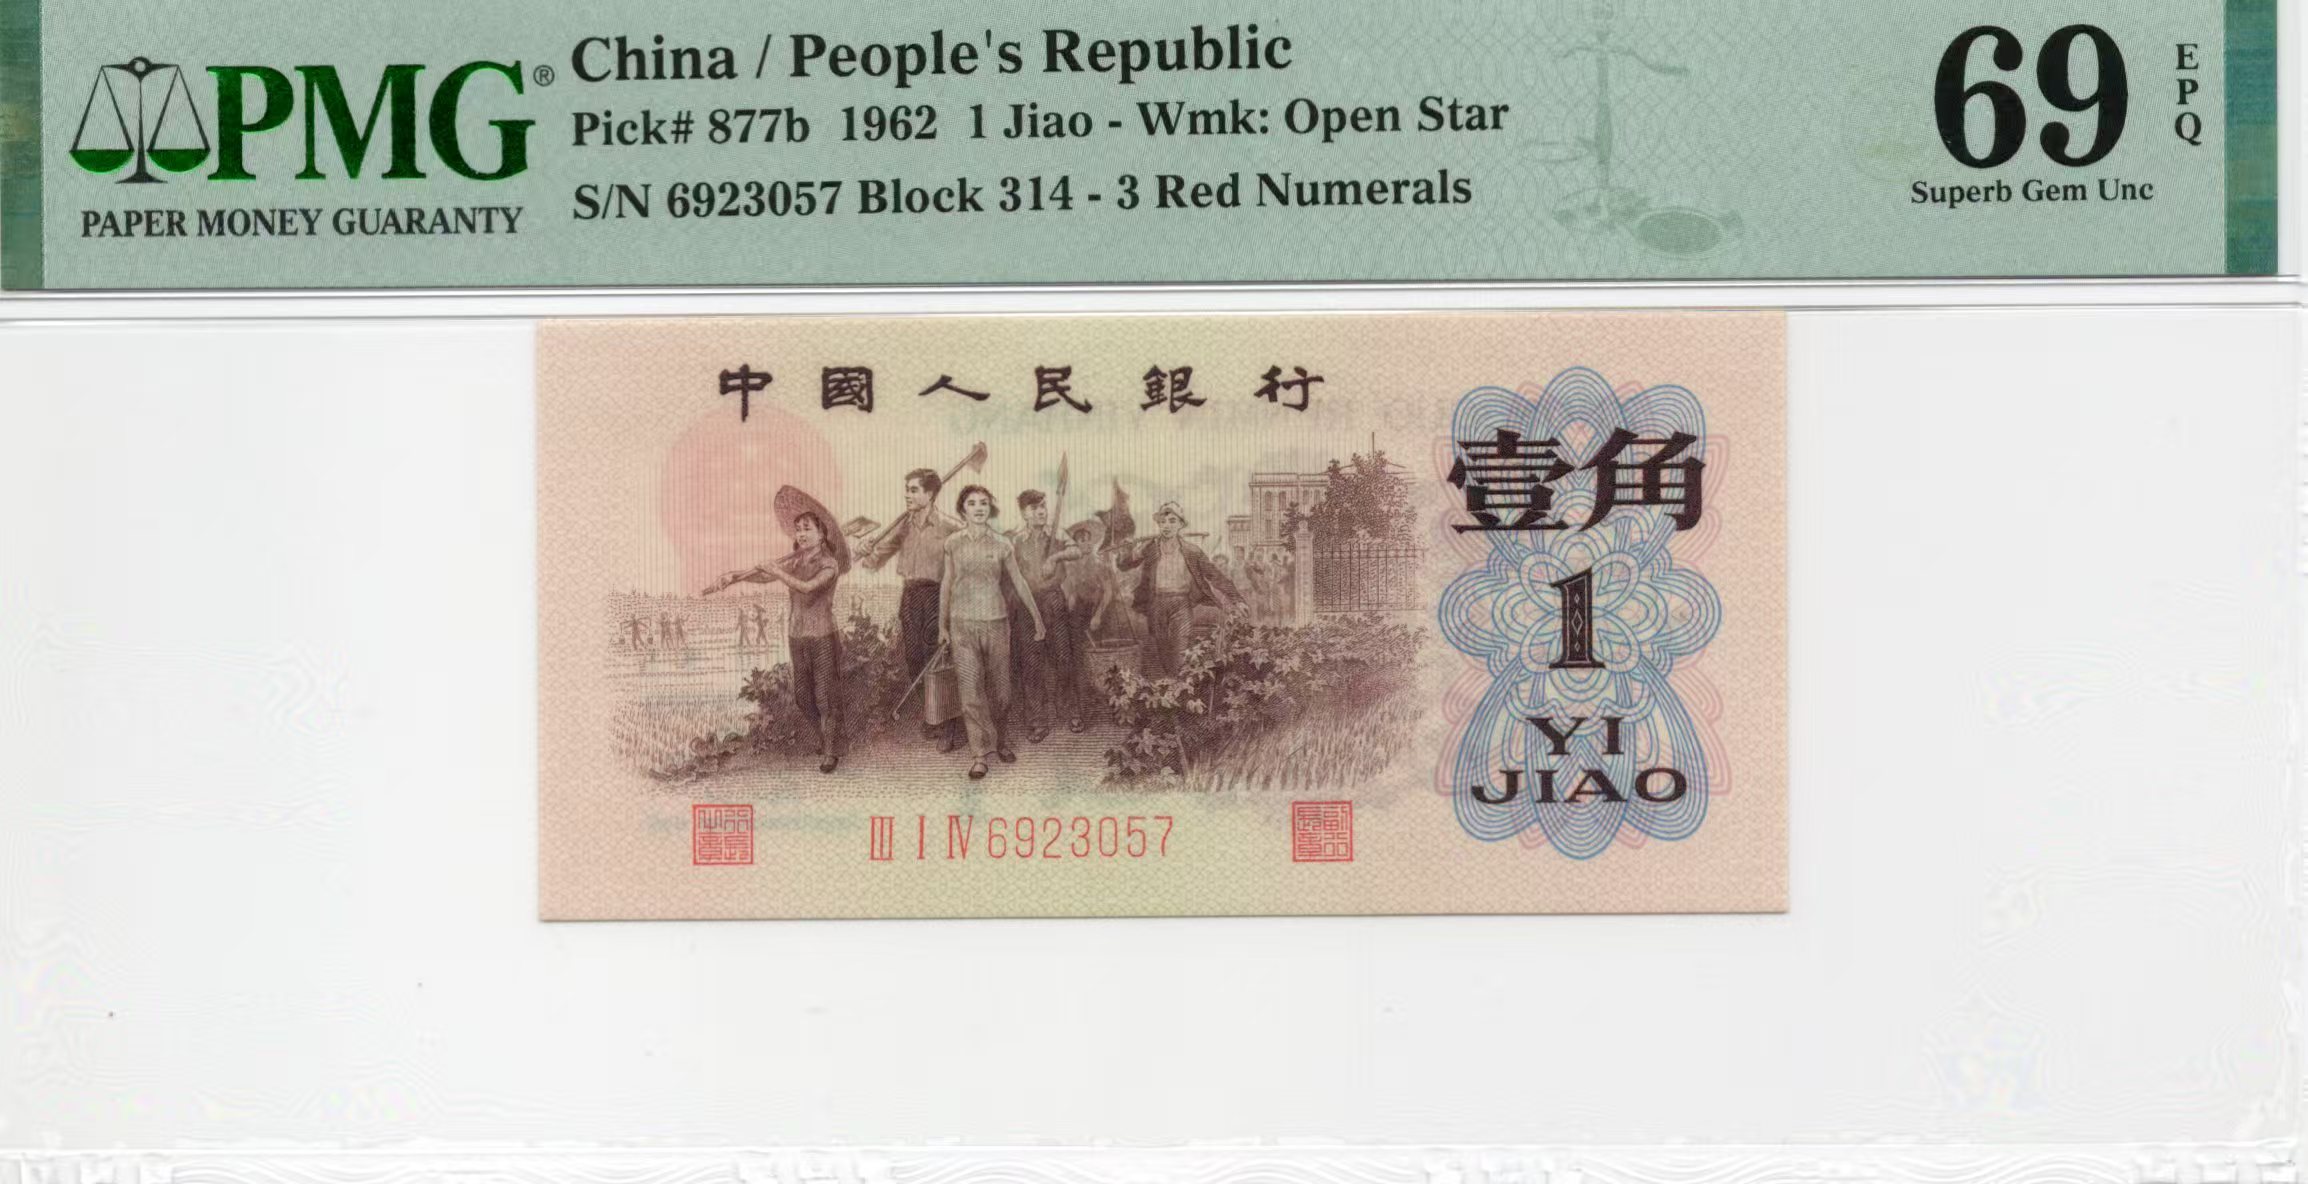 PMG®
PAPER MONEY GUARANTY
China / People's Republic
Pick# 877b 1962 1 Jiao - Wmk: Open Star
S/N 6923057 Block 314 - 3 Red Numerals
69
EPQ
Superb Gem Unc
中國人民銀行
壹角
1
YI
JIAO
III I IV 6923057